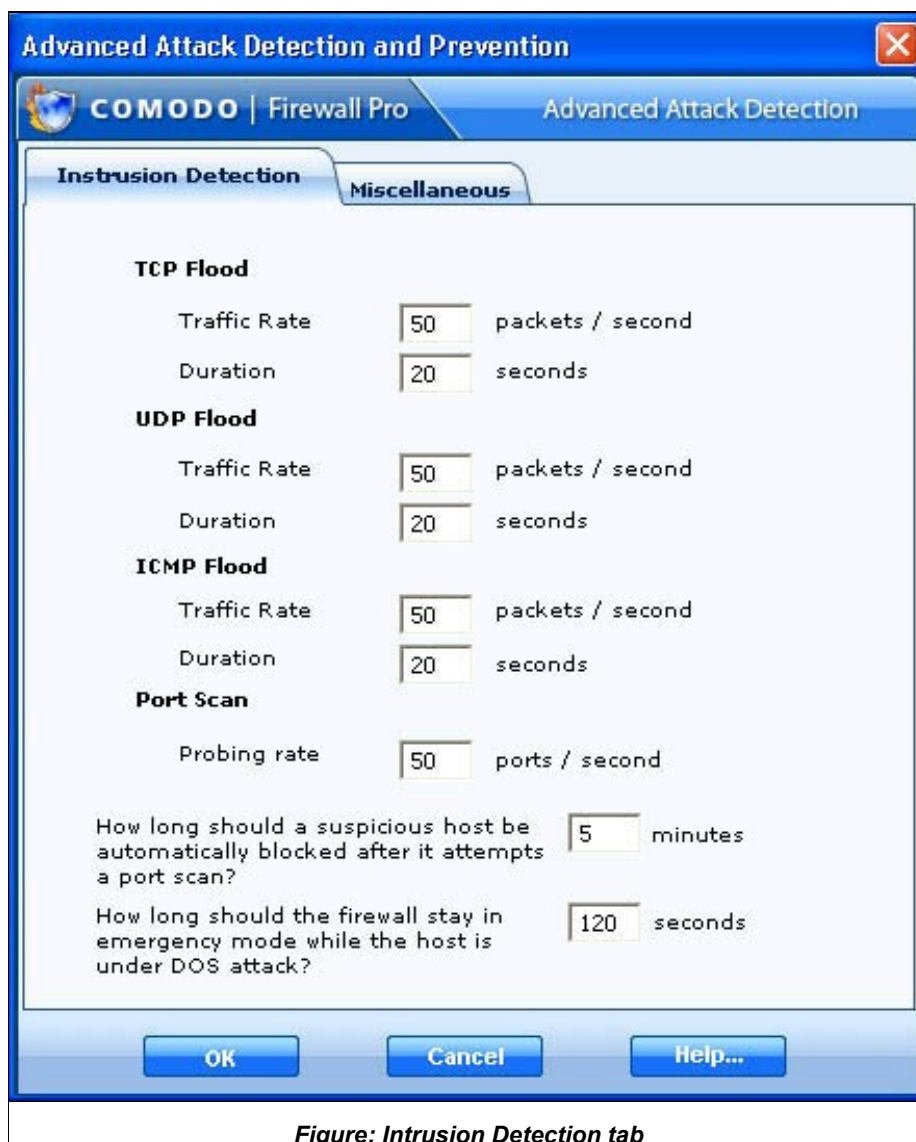 Advanced Attack Detection and Prevention
COMODO | Firewall Pro Advanced Attack Detection
Instrusion Detection Miscellaneous
TCP Flood
Traffic Rate 50 packets / second
Duration 20 seconds
UDP Flood
Traffic Rate 50 packets / second
Duration 20 seconds
ICMP Flood
Traffic Rate 50 packets / second
Duration 20 seconds
Port Scan
Probing rate 50 ports / second
How long should a suspicious host be
automatically blocked after it attempts
a port scan?
5 minutes
How long should the firewall stay in
emergency mode while the host is
under DOS attack?
120 seconds
OK Cancel Help...
Figure: Intrusion Detection tab